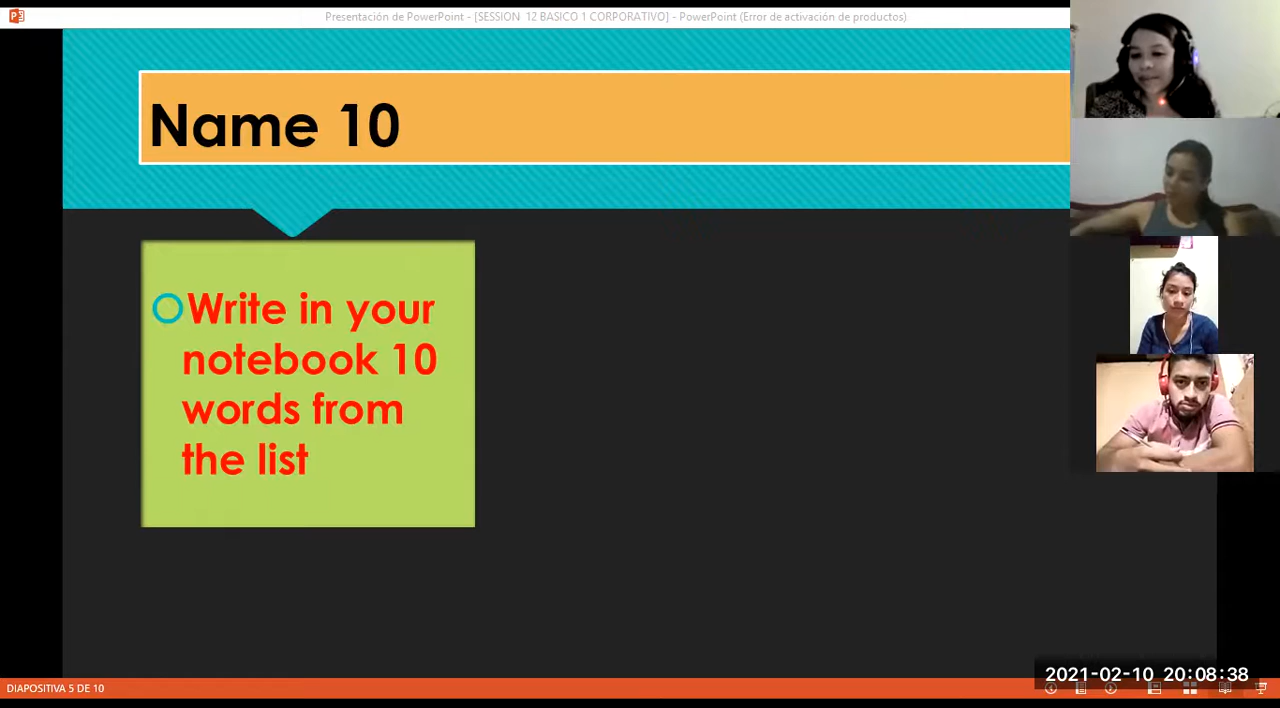 Presentación de PowerPoint - [SESSION 12 BASICO 1 CORPORATIVO] - PowerPoint (Error de activación de productos)
Name 10
Write in your
notebook 10
words from
the list
2021-02-10 20:08:38
DIAPOSITIVA 5 DE 10